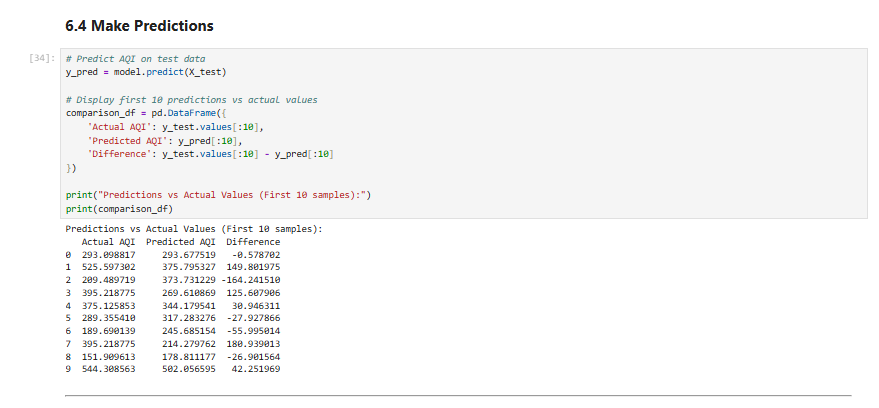 6.4 Make Predictions
[34]:
# Predict AQI on test data
y_pred = model.predict(X_test)
# Display first 10 predictions vs actual values
comparison_df = pd.DataFrame({
    'Actual AQI': y_test.values[:10],
    'Predicted AQI': y_pred[:10],
    'Difference': y_test.values[:10] - y_pred[:10]
})
print("Predictions vs Actual Values (First 10 samples):")
print(comparison_df)
Predictions vs Actual Values (First 10 samples):
   Actual AQI  Predicted AQI  Difference
0  293.098817     293.677519   -0.578702
1  525.597302     375.795327  149.801975
2  209.489719     373.731229 -164.241510
3  395.218775     269.610869  125.607906
4  375.125853     344.179541   30.946311
5  289.355410     317.283276  -27.927866
6  189.690139     245.685154  -55.995014
7  395.218775     214.279762  180.939013
8  151.909613     178.811177  -26.901564
9  544.308563     502.056595   42.251969